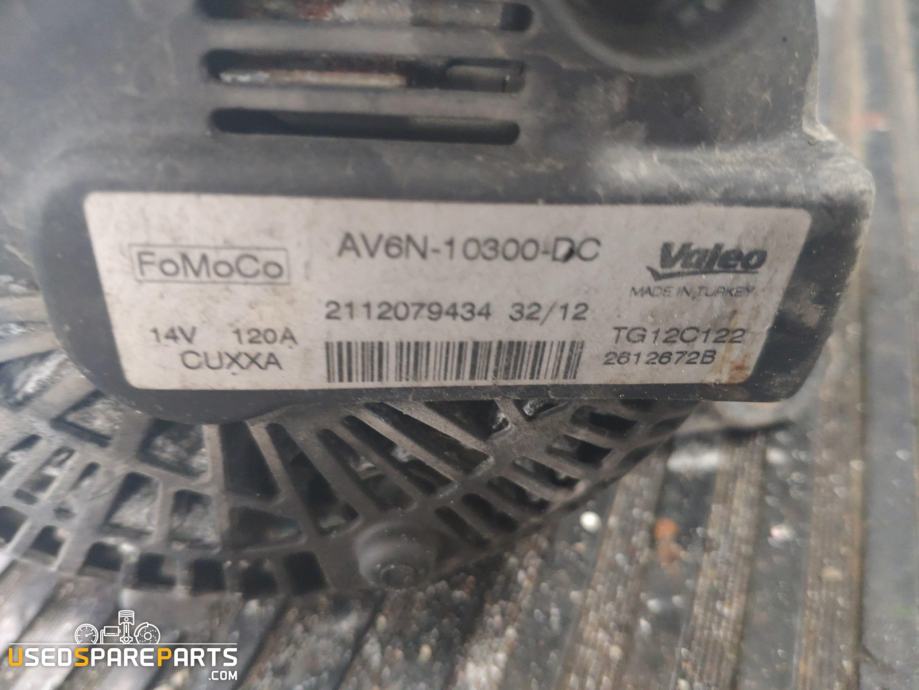 FoMoCo
AV6N-10300-DC
Valeo
MADE IN TURKEY
2112079434 32/12
14V 120A
TG12C122
CUXXA
2612672B
USEDSPAREPARTS
.COM